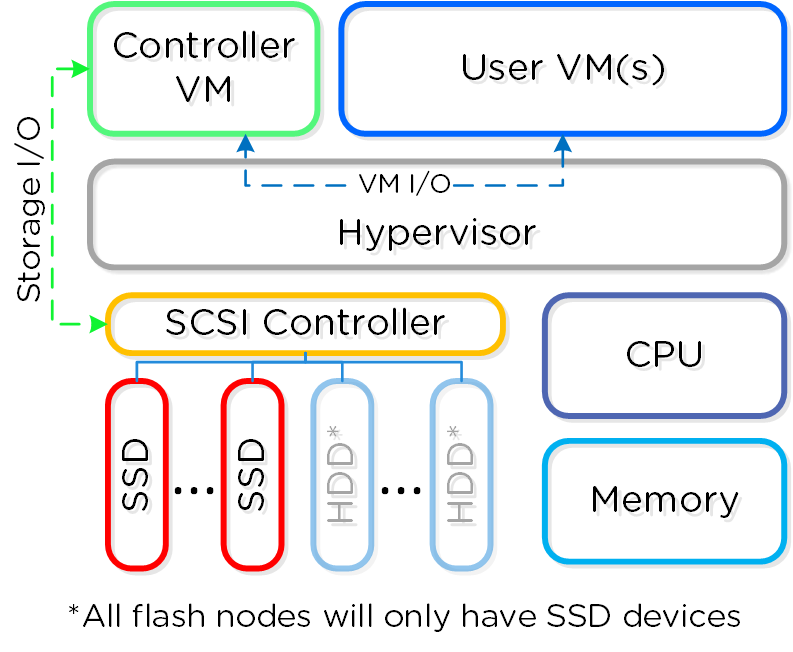 Controller
VM
User VM(s)
Storage I/O
VM I/O
Hypervisor
SCSI Controller
CPU
SSD
...
SSD
HDD*
...
HDD*
Memory
*All flash nodes will only have SSD devices